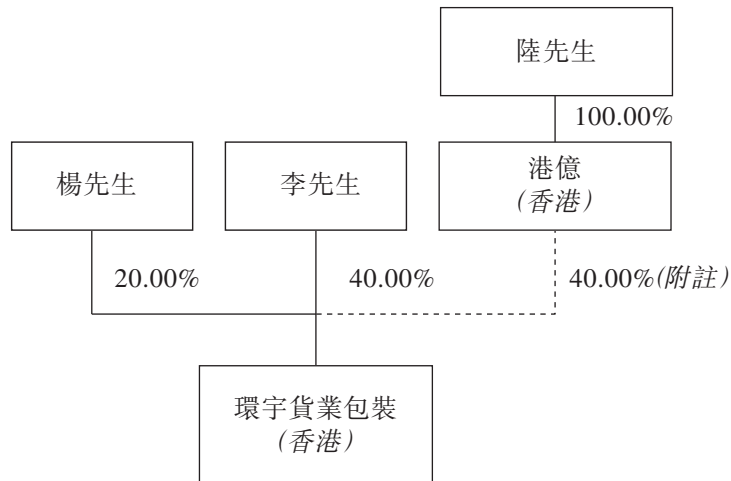 陸先生
100.00%
楊先生
李先生
港億
(香港)
20.00%
40.00%
40.00%(附註)
環宇貨業包裝
(香港)